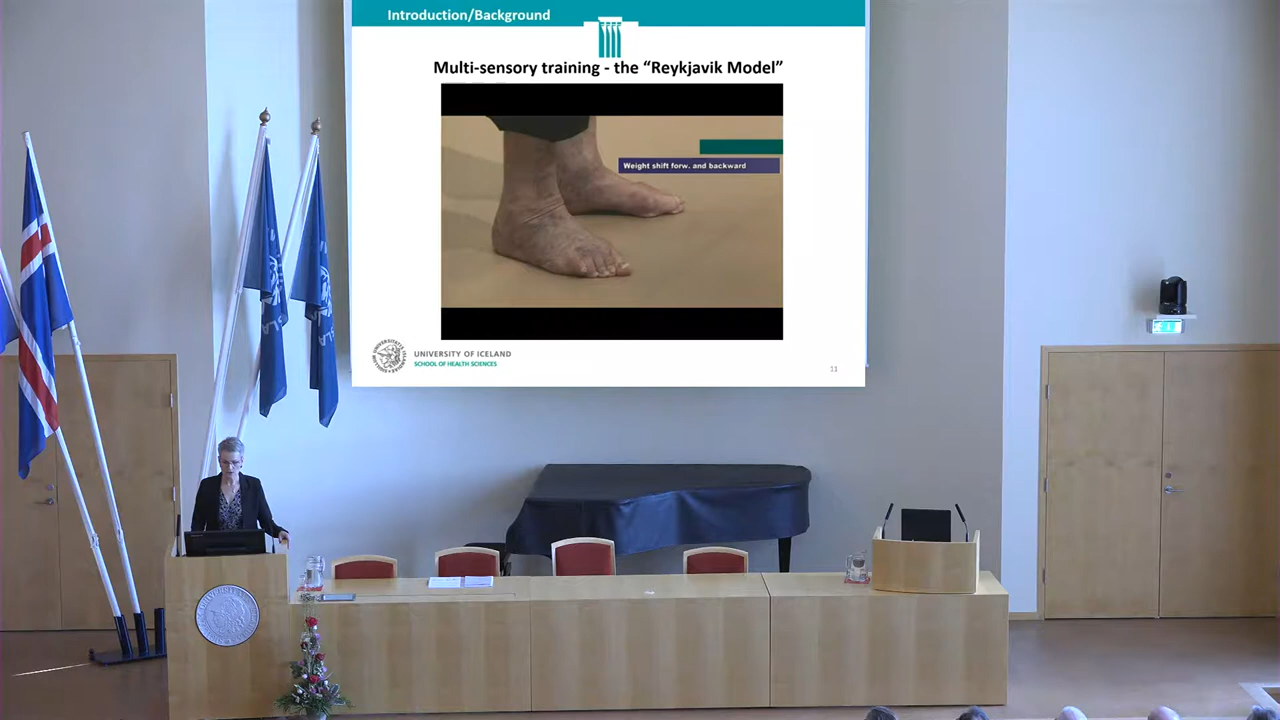 Introduction/Background
Multi-sensory training - the “Reykjavik Model”
Weight shift forw. and backward
UNIVERSITY OF ICELAND
SCHOOL OF HEALTH SCIENCES
11